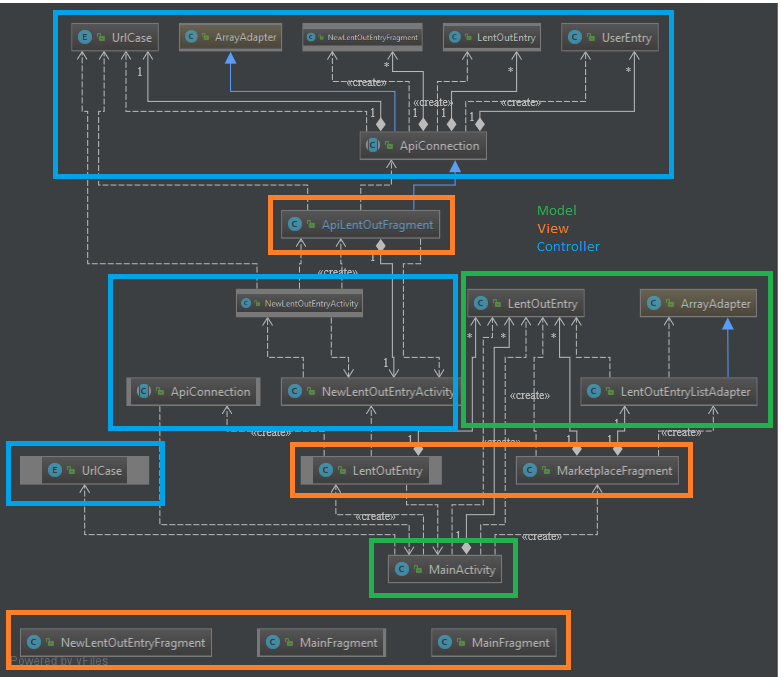 UrlCase
ArrayAdapter
NewLentOutEntryFragment
LentOutEntry
UserEntry
1
*
«create»
*
«create»
*
«create»
1
1
1
1
ApiConnection
Model
View
Controller
ApiLentOutFragment
1
«create»
NewLentOutEntryActivity
LentOutEntry
ArrayAdapter
*
*
*
1
ApiConnection
NewLentOutEntryActivity
LentOutEntryListAdapter
«create»
1
«create»
1
1
«create»
«create»
UrlCase
LentOutEntry
MarketplaceFragment
«create»
1
«create»
MainActivity
NewLentOutEntryFragment
MainFragment
MainFragment
Powered by yFiles